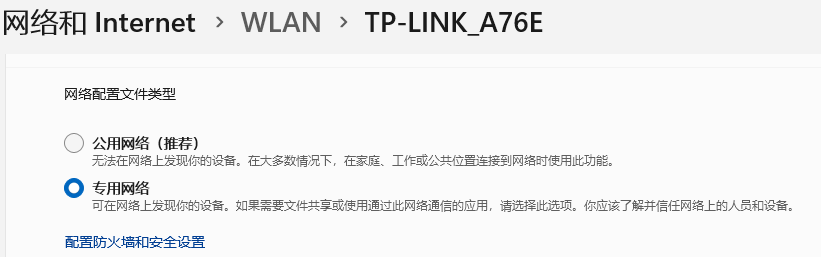 网络和 Internet > WLAN > TP-LINK_A76E
网络配置文件类型
公用网络（推荐）
无法在网络上发现你的设备。在大多数情况下，在家庭、工作或公共位置连接到网络时使用此功能。
专用网络
可在网络上发现你的设备。如果需要文件共享或使用通过此网络通信的应用，请选择此选项。你应该了解并信任网络上的人员和设备。
配置防火墙和安全设置